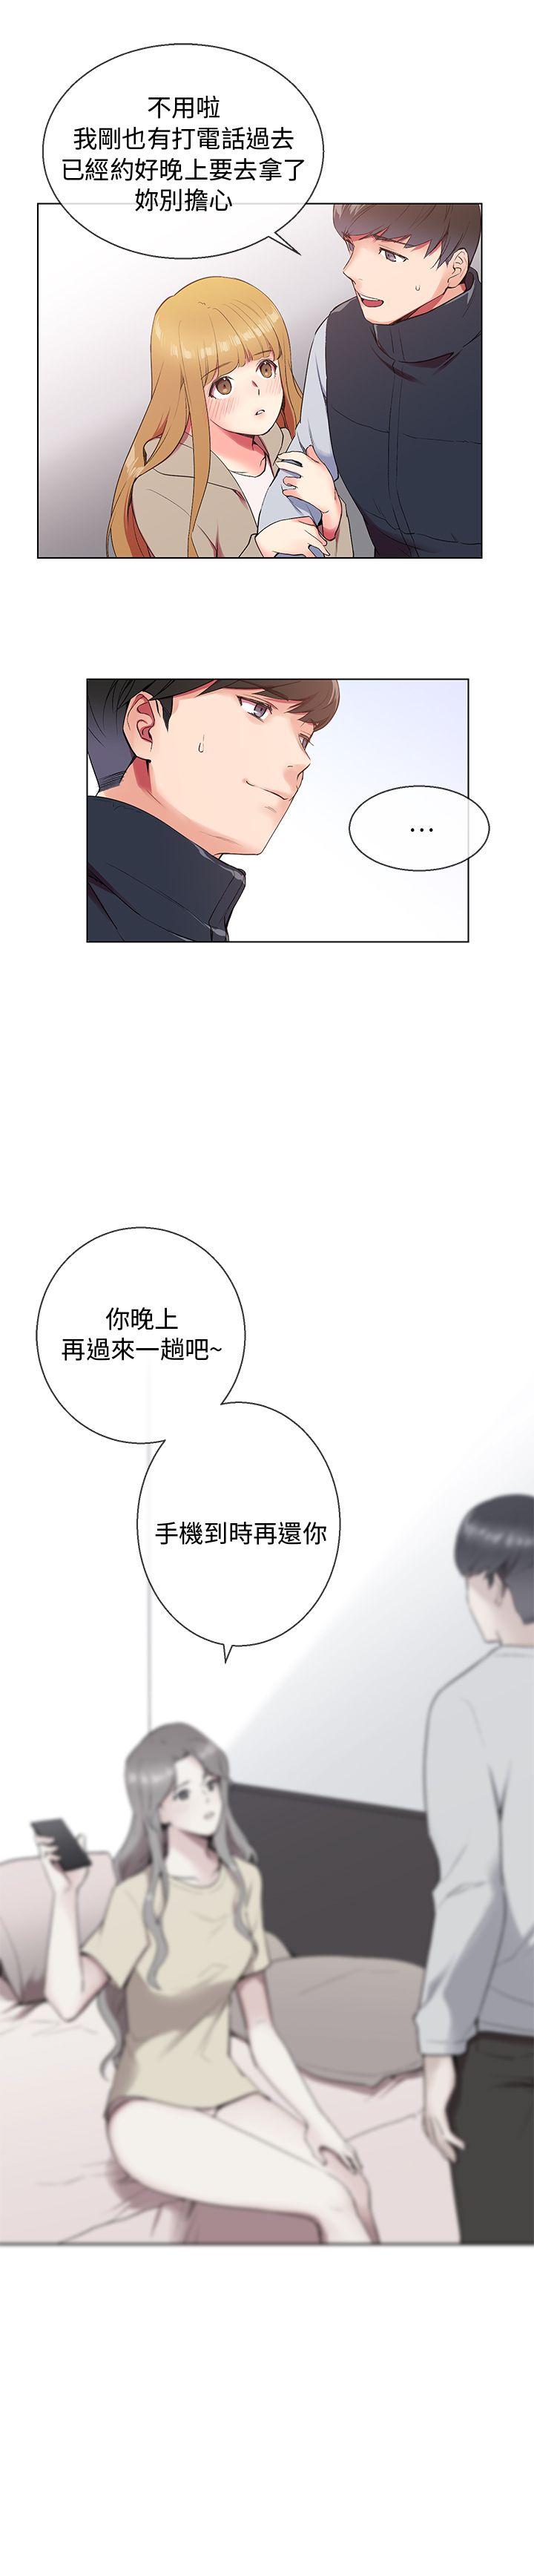 不用啦
我剛也有打電話過去
已經約好晚上要去拿了
妳別擔心
...
你晚上
再過來一趟吧~
手機到時再還你